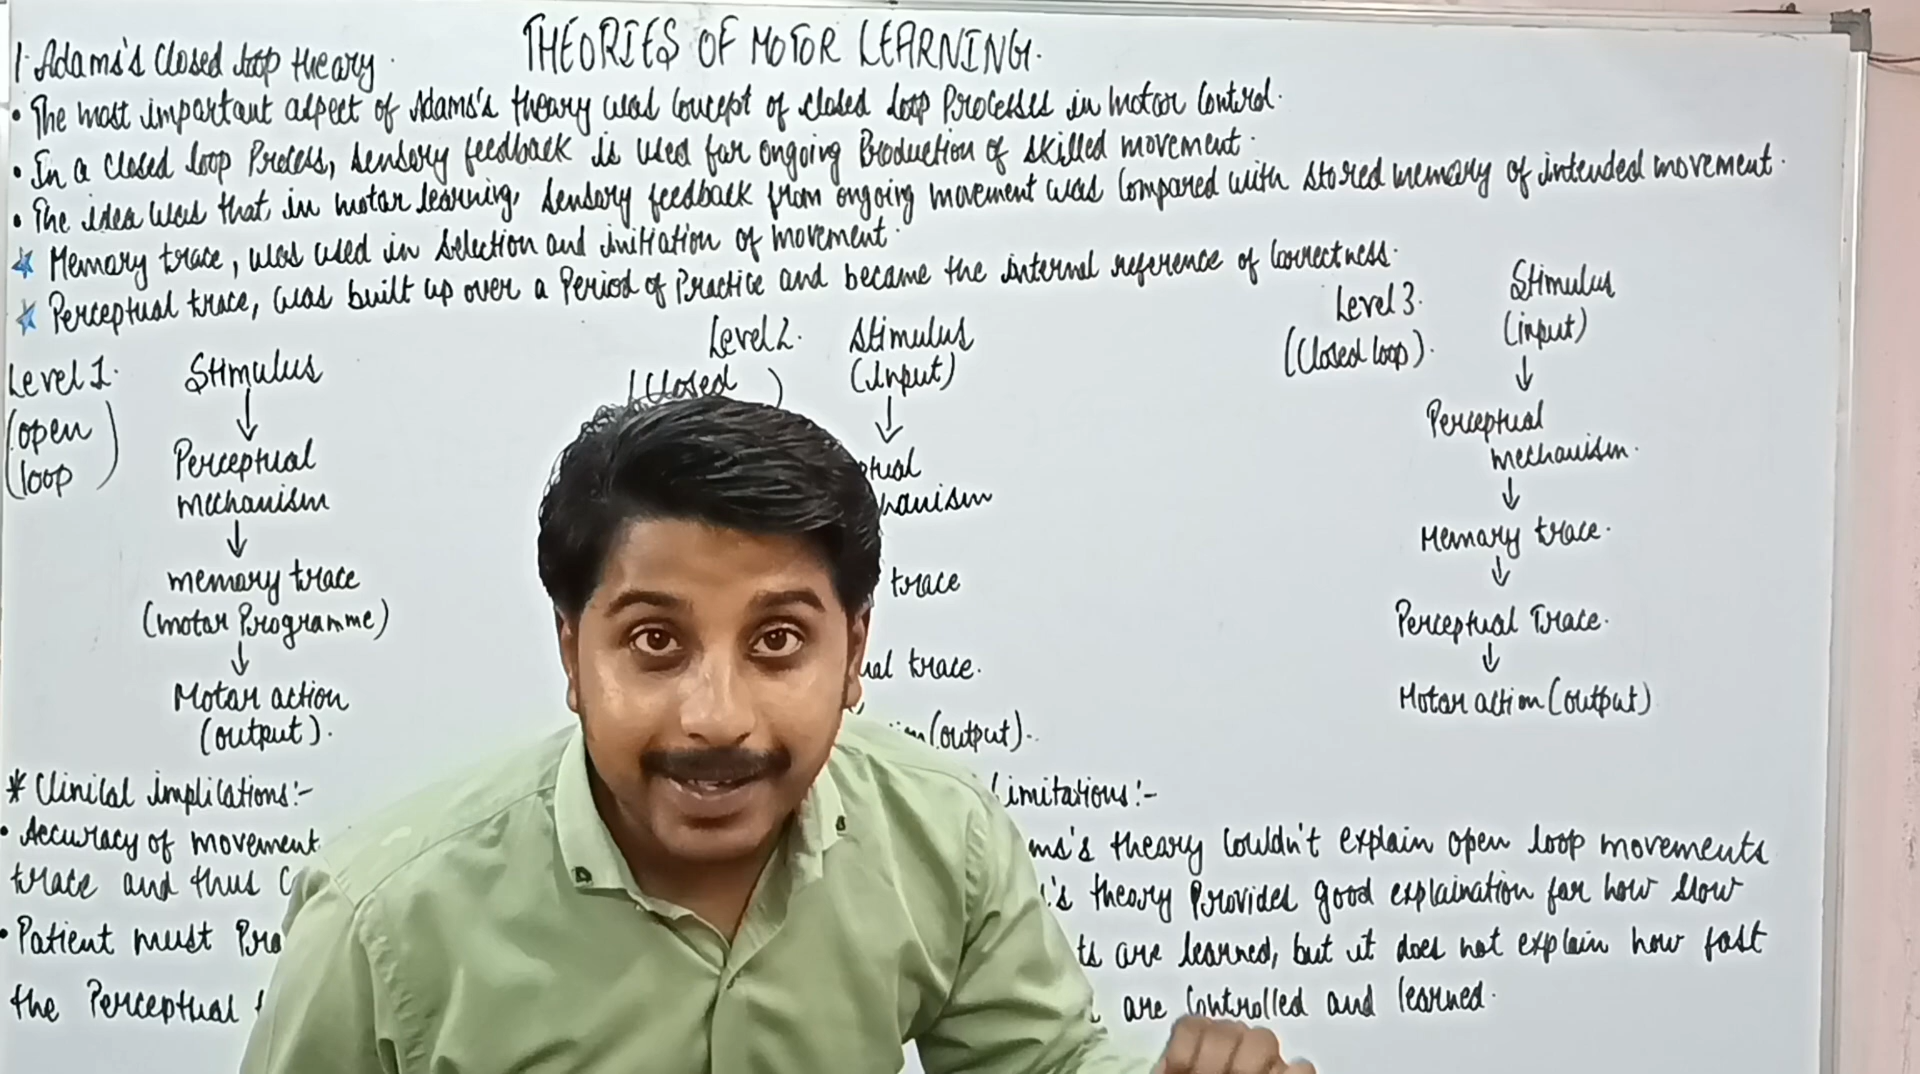 THEORIES OF MOTOR LEARNING.
1. Adams's Closed loop theory.
• The most important aspect of Adams's theory was concept of closed loop Processes in motor control.
• In a closed loop Process, sensory feedback is used for ongoing Production of skilled movement.
• The idea was that, in motor learning, sensory feedback from ongoing movement was compared with stored memory of intended movement.
★ Memory trace, was used in selection and initiation of movement.
★ Perceptual trace, was built up over a Period of Practice and became the internal reference of correctness.
Level 1.
(open
loop)
Stimulus
↓
Perceptual
mechanism
↓
memory trace
(motor Programme)
↓
Motor action
(output).
Level 2.
(Closed )
Stimulus
(input)
↓
ptual
hanism
trace
ual trace.
(output).
Level 3.
(Closed loop).
Stimulus
(input)
↓
Perceptual
mechanism.
↓
Memory trace.
↓
Perceptual Trace.
↓
Motor action (output)
* Clinical implications:-
• Accuracy of movement
trace and thus
• Patient must Pra
the Perceptual
Limitations:-
ms's theory couldn't explain open loop movements
's theory Provides good explaination for how slow
ts are learned, but it does not explain how fast
are controlled and learned.